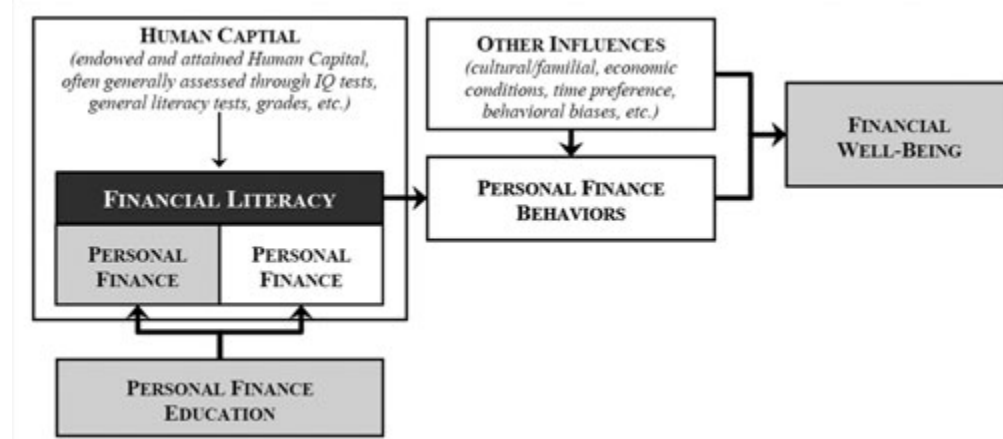 HUMAN CAPTIAL
(endowed and attained Human Capital,
often generally assessed through IQ tests,
general literacy tests, grades, etc.)
FINANCIAL LITERACY
PERSONAL
FINANCE
PERSONAL
FINANCE
PERSONAL FINANCE
EDUCATION
OTHER INFLUENCES
(cultural/familial, economic
conditions, time preference,
behavioral biases, etc.)
PERSONAL FINANCE
BEHAVIORS
FINANCIAL
WELL-BEING